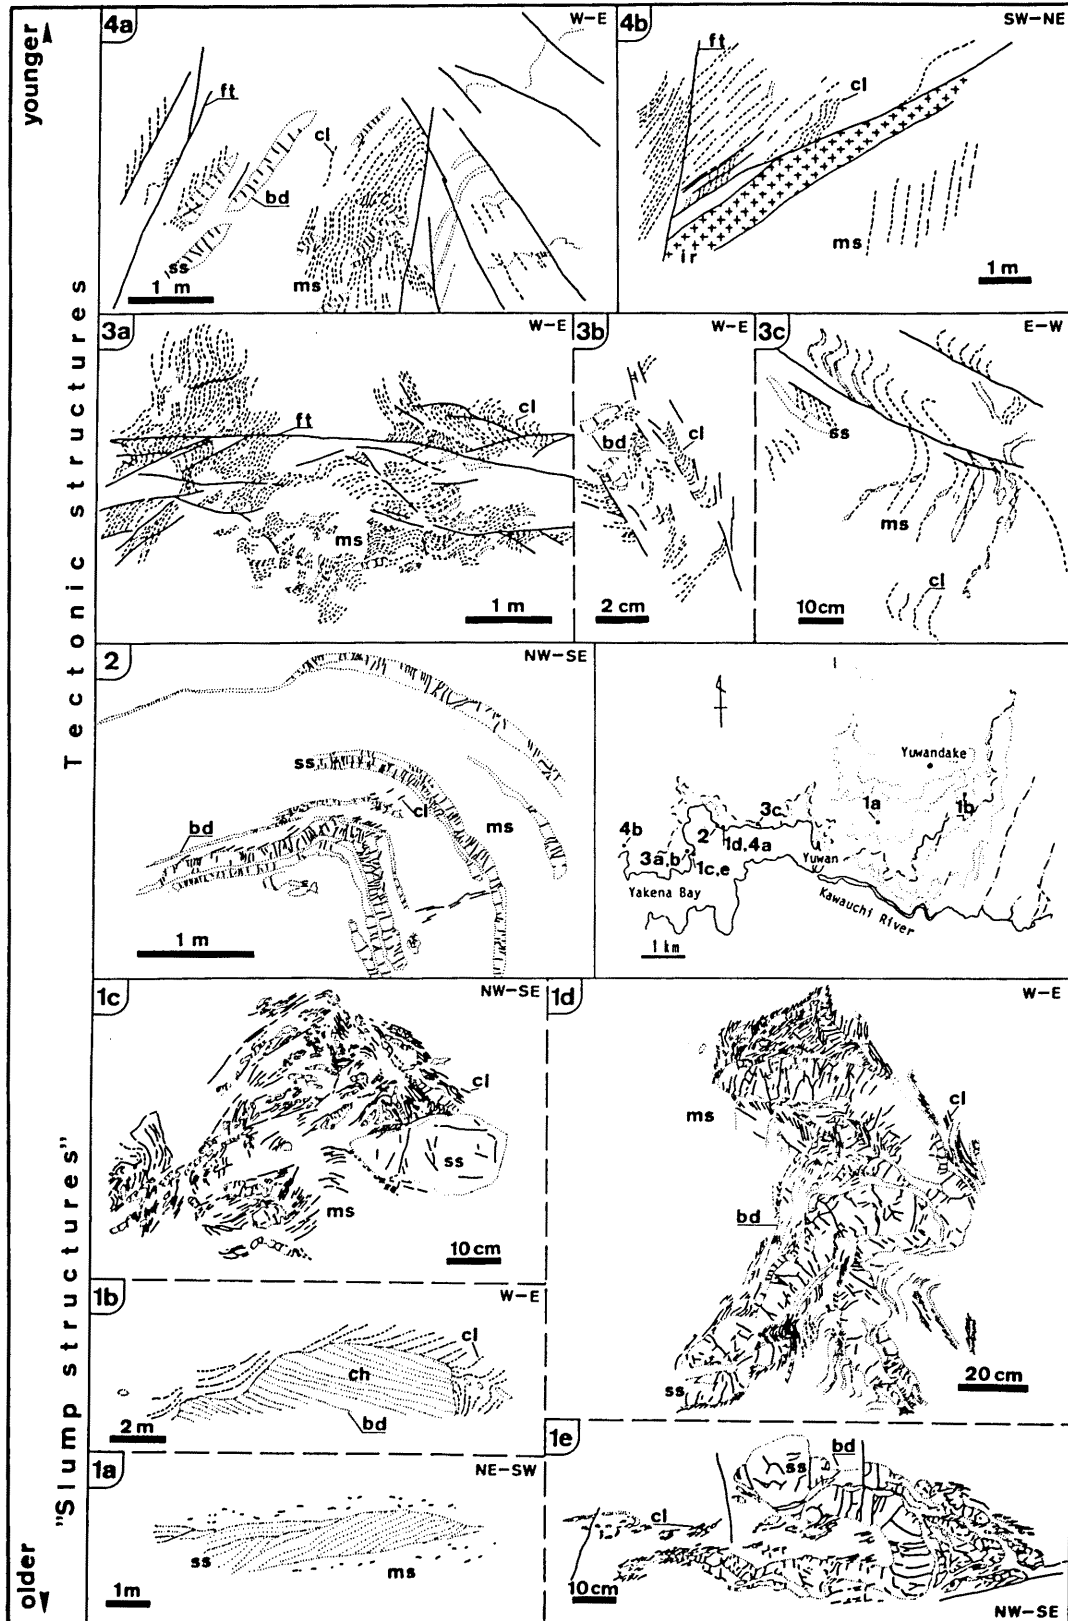 younger
Tectonic structures
"Slump structures"
older
4a
W-E
ft
cl
bd
ss
ms
1 m
4b
SW-NE
ft
cl
ir
ms
1 m
3a
W-E
ft
cl
ms
1 m
3b
W-E
bd
cl
2 cm
3c
E-W
ss
ms
cl
10cm
2
NW-SE
ss
cl
bd
ms
1 m
Yuwandake
1a
1b
3c
4b
2
1d,4a
3a,b
1c,e
Yuwan
Yakena Bay
Kawauchi River
1 km
1c
NW-SE
cl
ss
ms
10cm
1d
W-E
cl
ms
bd
ss
20 cm
1b
W-E
cl
ch
bd
2 m
1a
NE-SW
ss
ms
1m
1e
bd
ss
cl
10cm
NW-SE